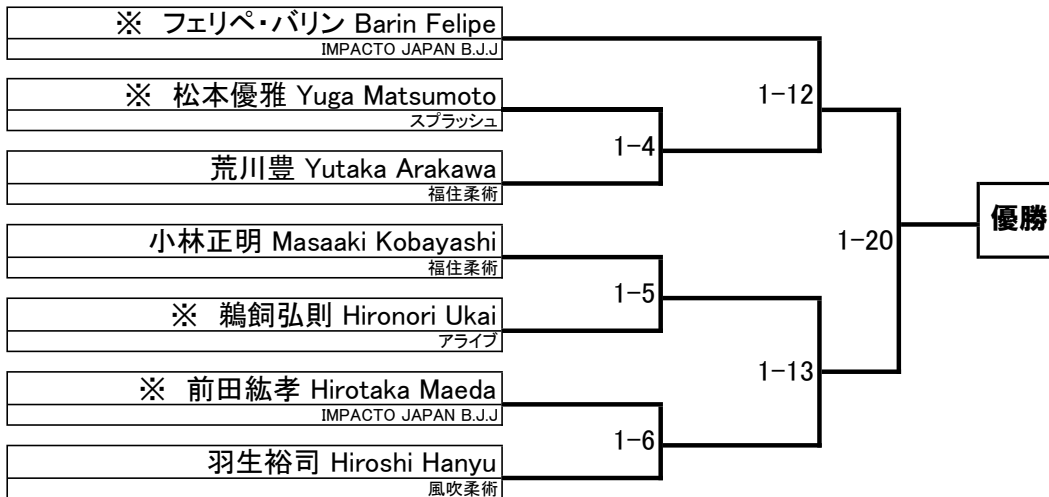 ※ フェリペ・バリン Barin Felipe
IMPACTO JAPAN B.J.J
※ 松本優雅 Yuga Matsumoto
スプラッシュ
1-12
1-4
荒川豊 Yutaka Arakawa
福住柔術
優勝
小林正明 Masaaki Kobayashi
福住柔術
1-20
1-5
※ 鵜飼弘則 Hironori Ukai
アライブ
1-13
※ 前田紘孝 Hirotaka Maeda
IMPACTO JAPAN B.J.J
1-6
羽生裕司 Hiroshi Hanyu
風吹柔術